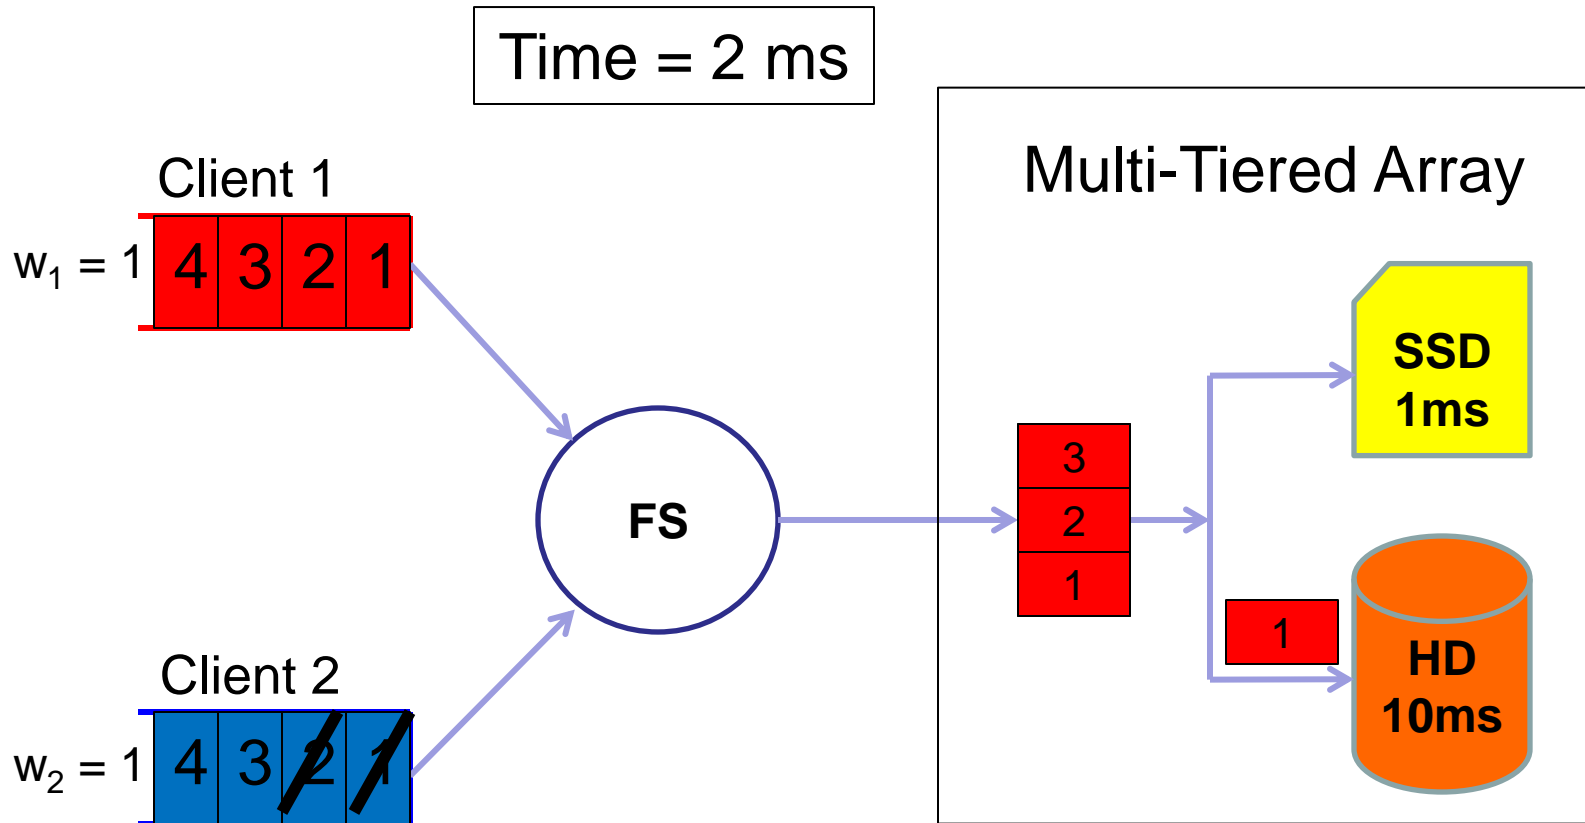 Time = 2 ms
Multi-Tiered Array
Client 1
w₁ = 1
4 3 2 1
SSD
1ms
3
2
1
FS
1
HD
10ms
Client 2
w₂ = 1
4 3 2 1